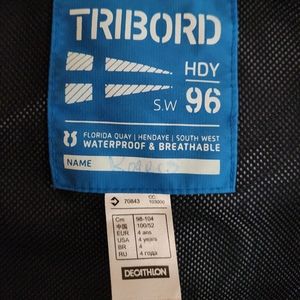 TRIBORD
HDY
S.W 96
FLORIDA QUAY | HENDAYE | SOUTH WEST
WATERPROOF & BREATHABLE
NAME
70843
Cm 98-104
中国 100/52
EUR 4 ans
USA 4 years
BR 4
RU 4 года
DECATHLON